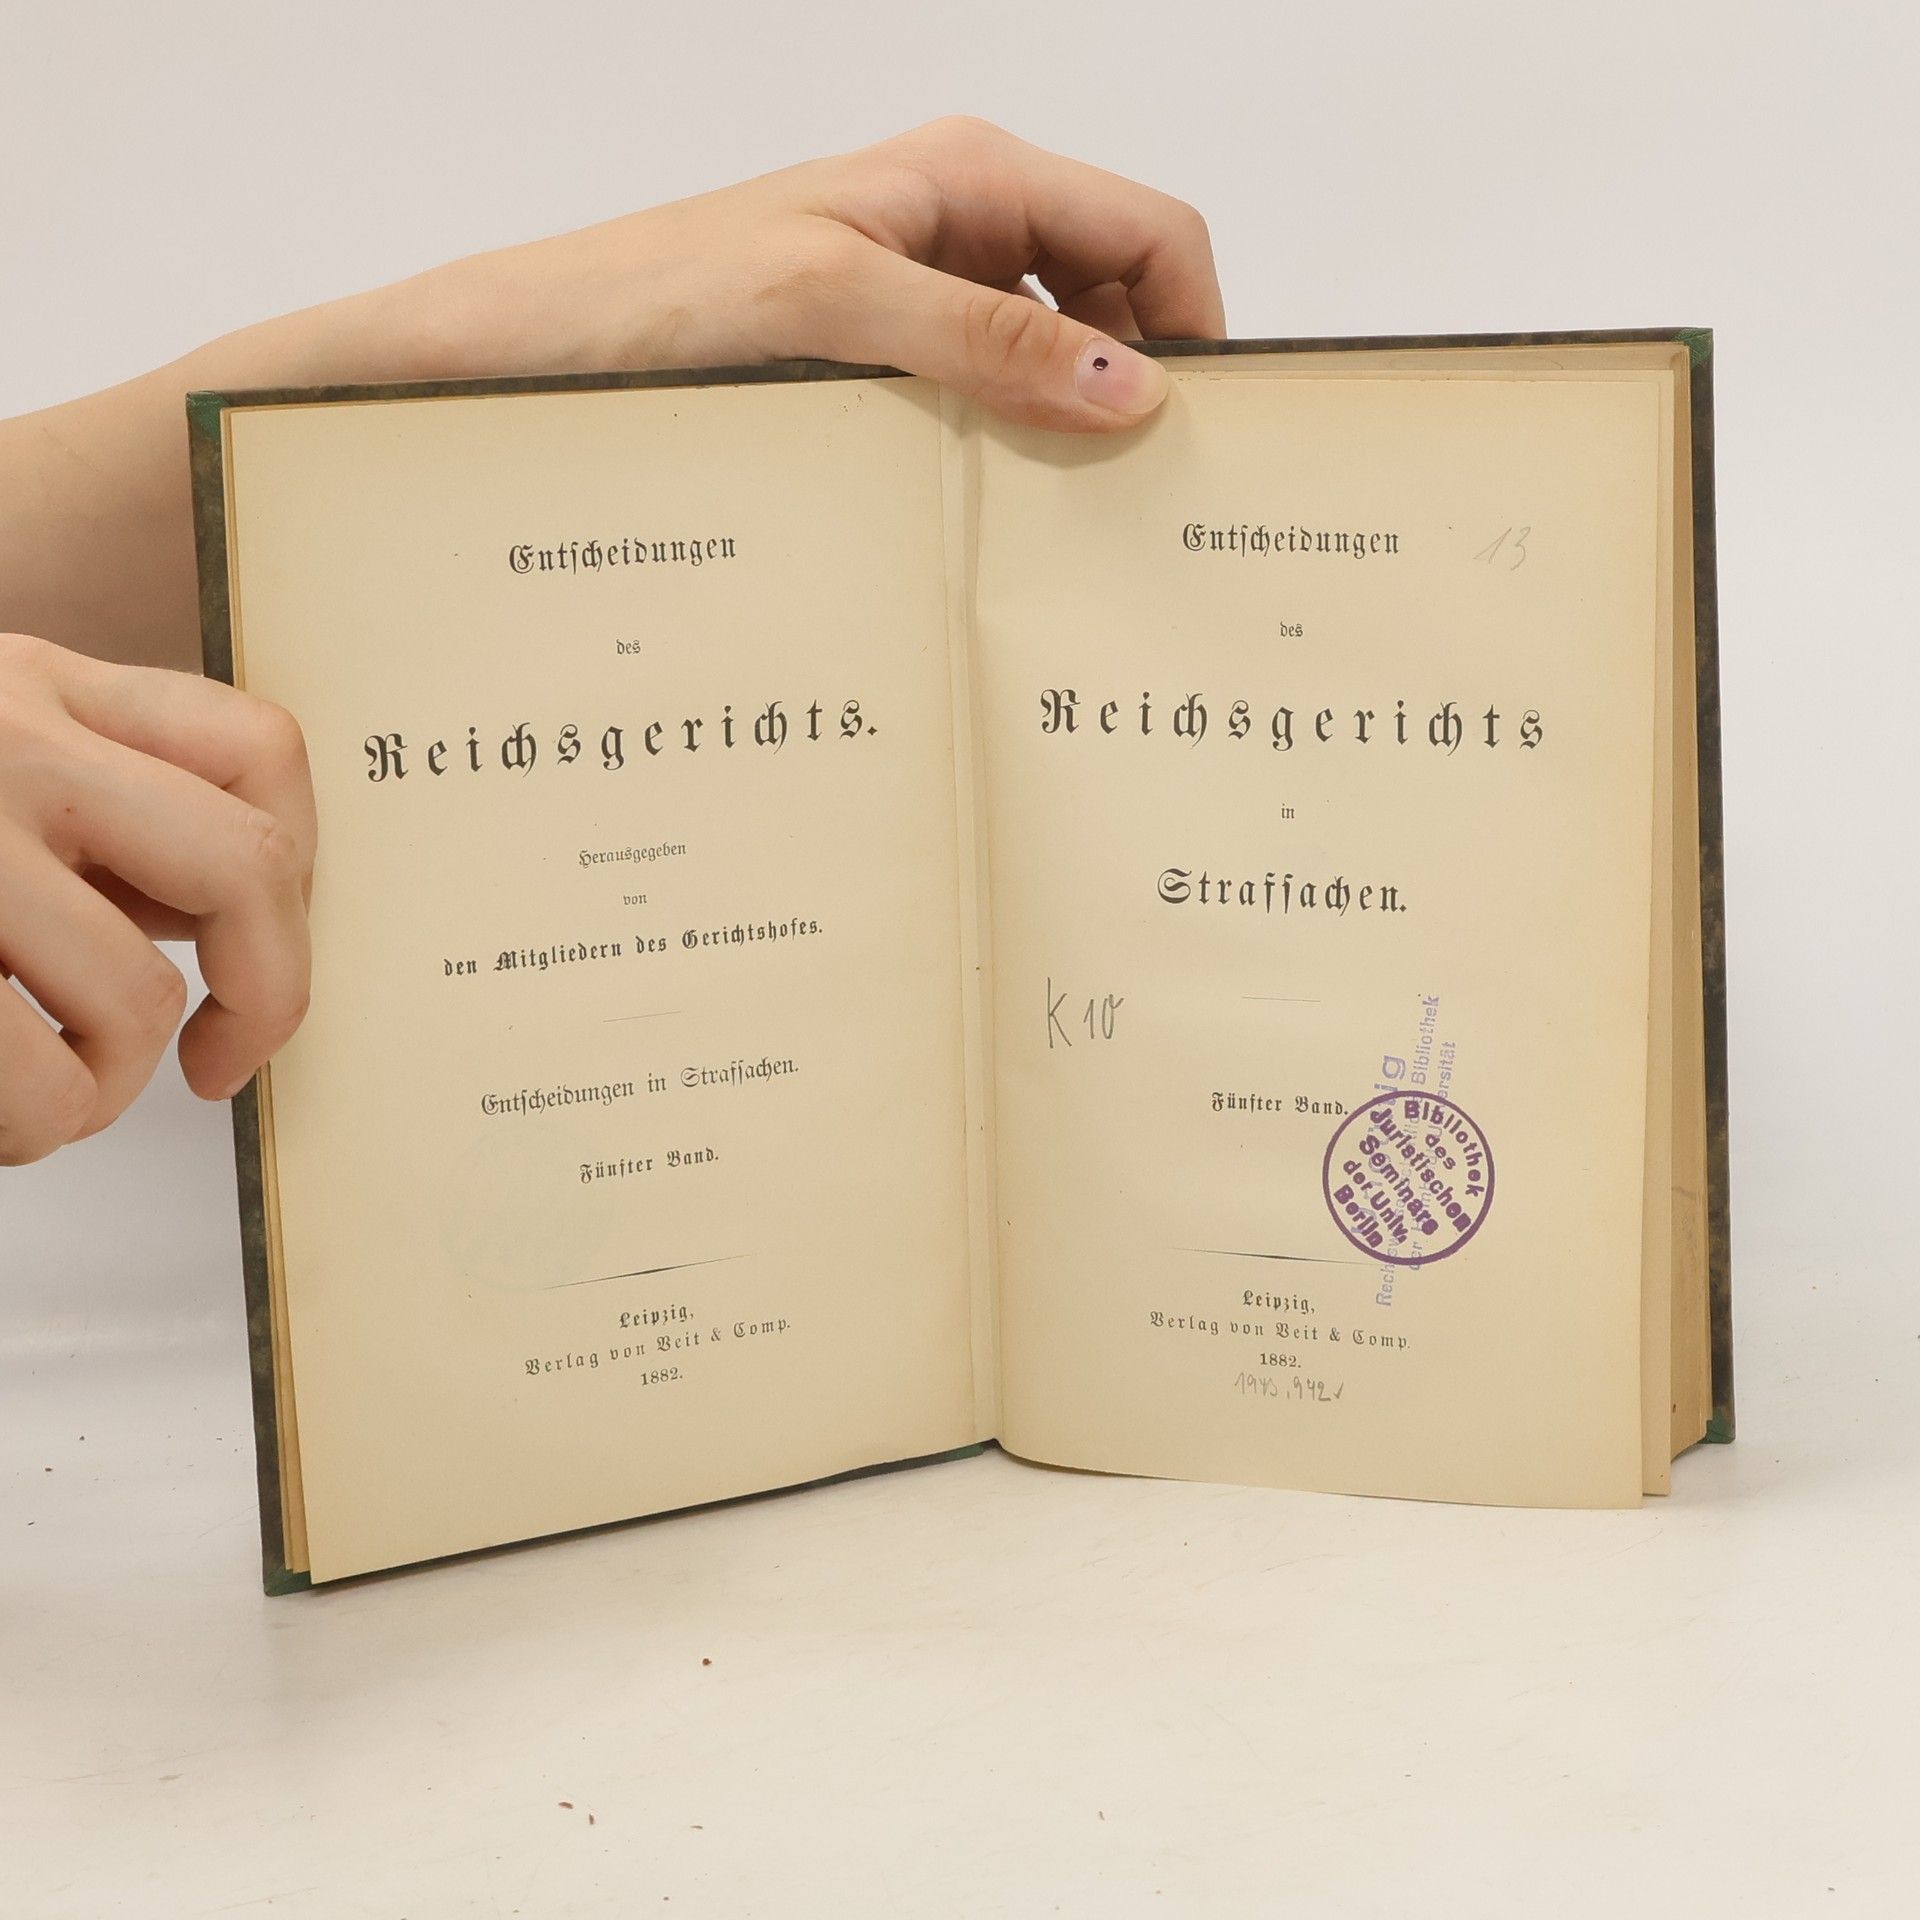 Entscheidungen
des
Reichsgerichts.
Herausgegeben
von
den Mitgliedern des Gerichtshofes.
Entscheidungen in Strafsachen.
Fünfter Band.
Leipzig,
Verlag von Veit & Comp.
1882.
Entscheidungen
13
des
Reichsgerichts
in
Strafsachen.
K 10
Fünfter Band.
Bibliothek
des
Juristischen
Seminars
der Univ.
Berlin
Bibliothek
Leipzig,
Verlag von Veit & Comp.
1882.